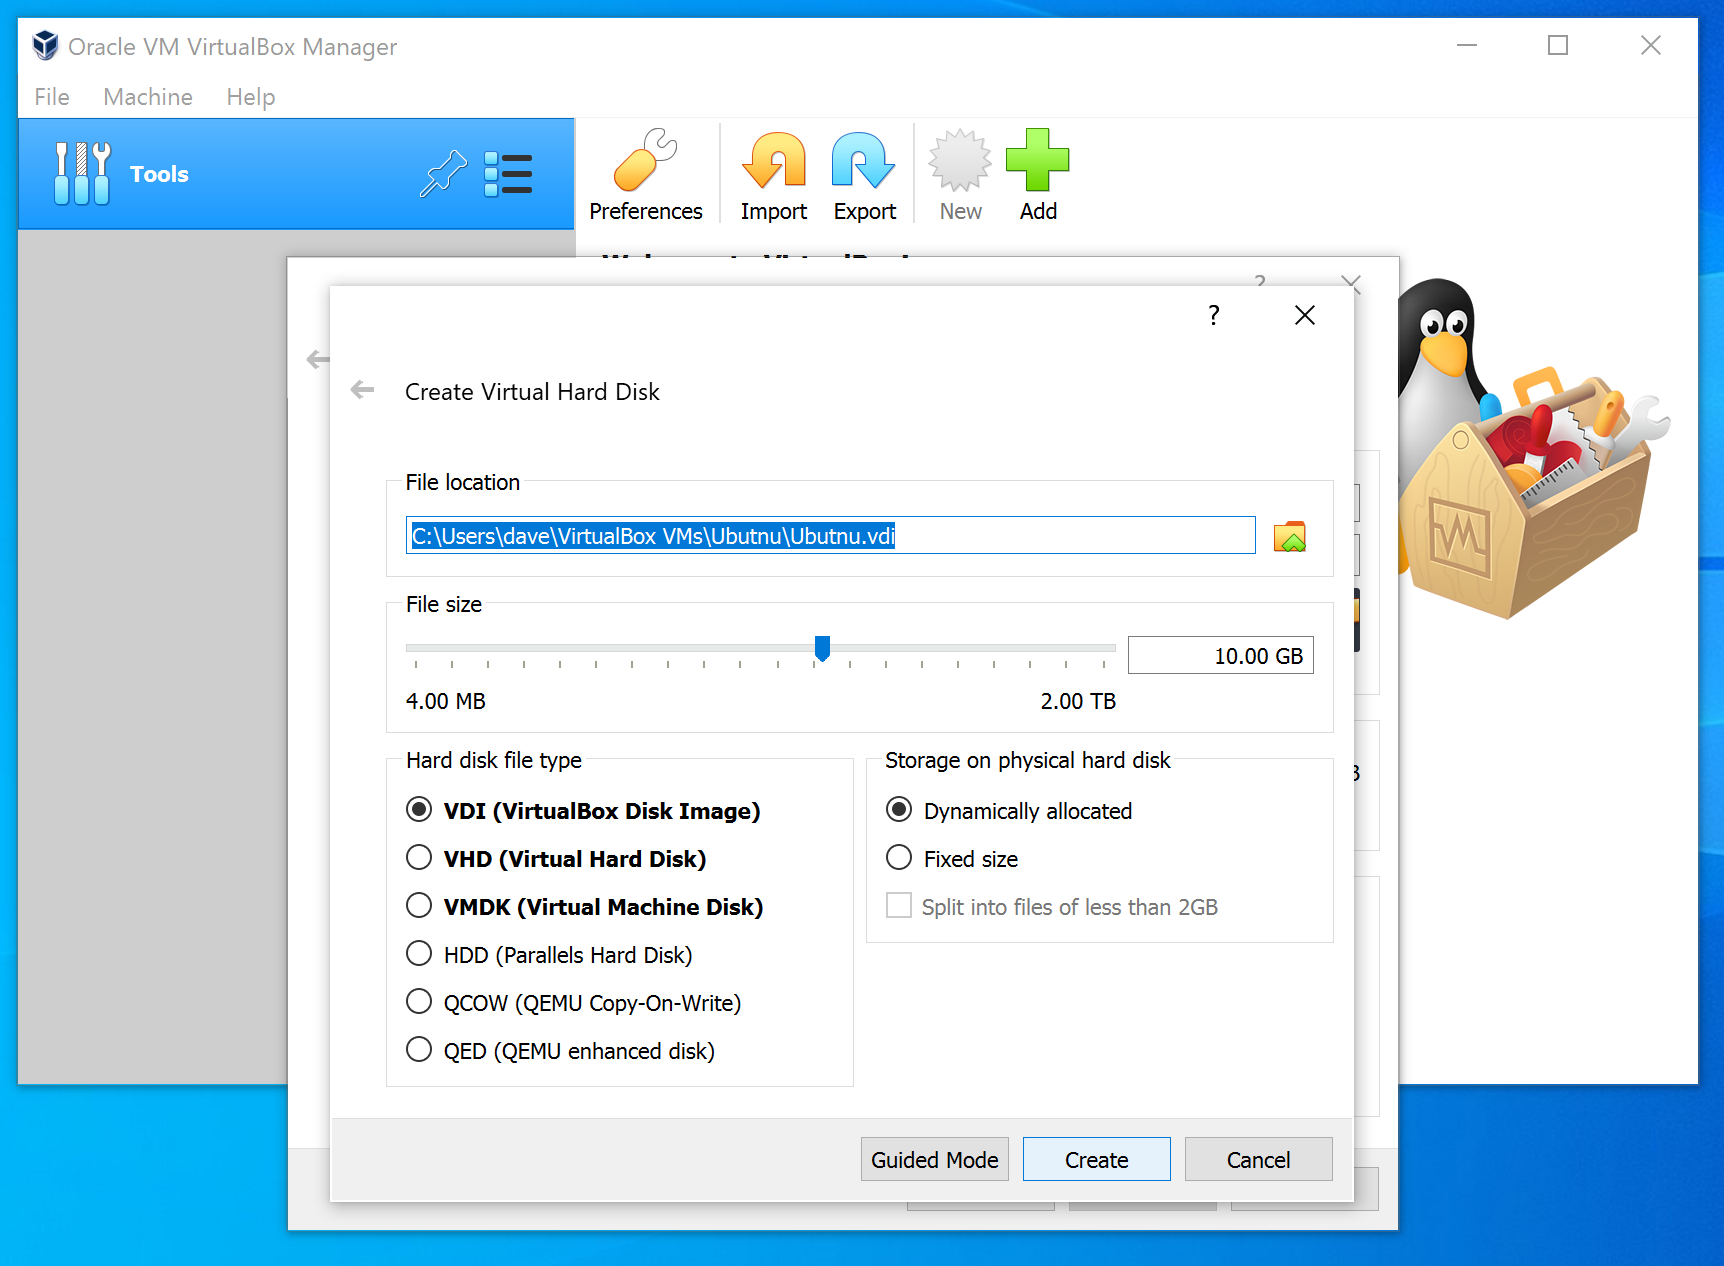 Oracle VM VirtualBox Manager
File Machine Help
Tools
Preferences Import Export New Add
?
?
Create Virtual Hard Disk
File location
C:\Users\dave\VirtualBox VMs\Ubutnu\Ubutnu.vdi
File size
10.00 GB
4.00 MB 2.00 TB
Hard disk file type
VDI (VirtualBox Disk Image)
VHD (Virtual Hard Disk)
VMDK (Virtual Machine Disk)
HDD (Parallels Hard Disk)
QCOW (QEMU Copy-On-Write)
QED (QEMU enhanced disk)
Storage on physical hard disk
Dynamically allocated
Fixed size
Split into files of less than 2GB
Guided Mode Create Cancel